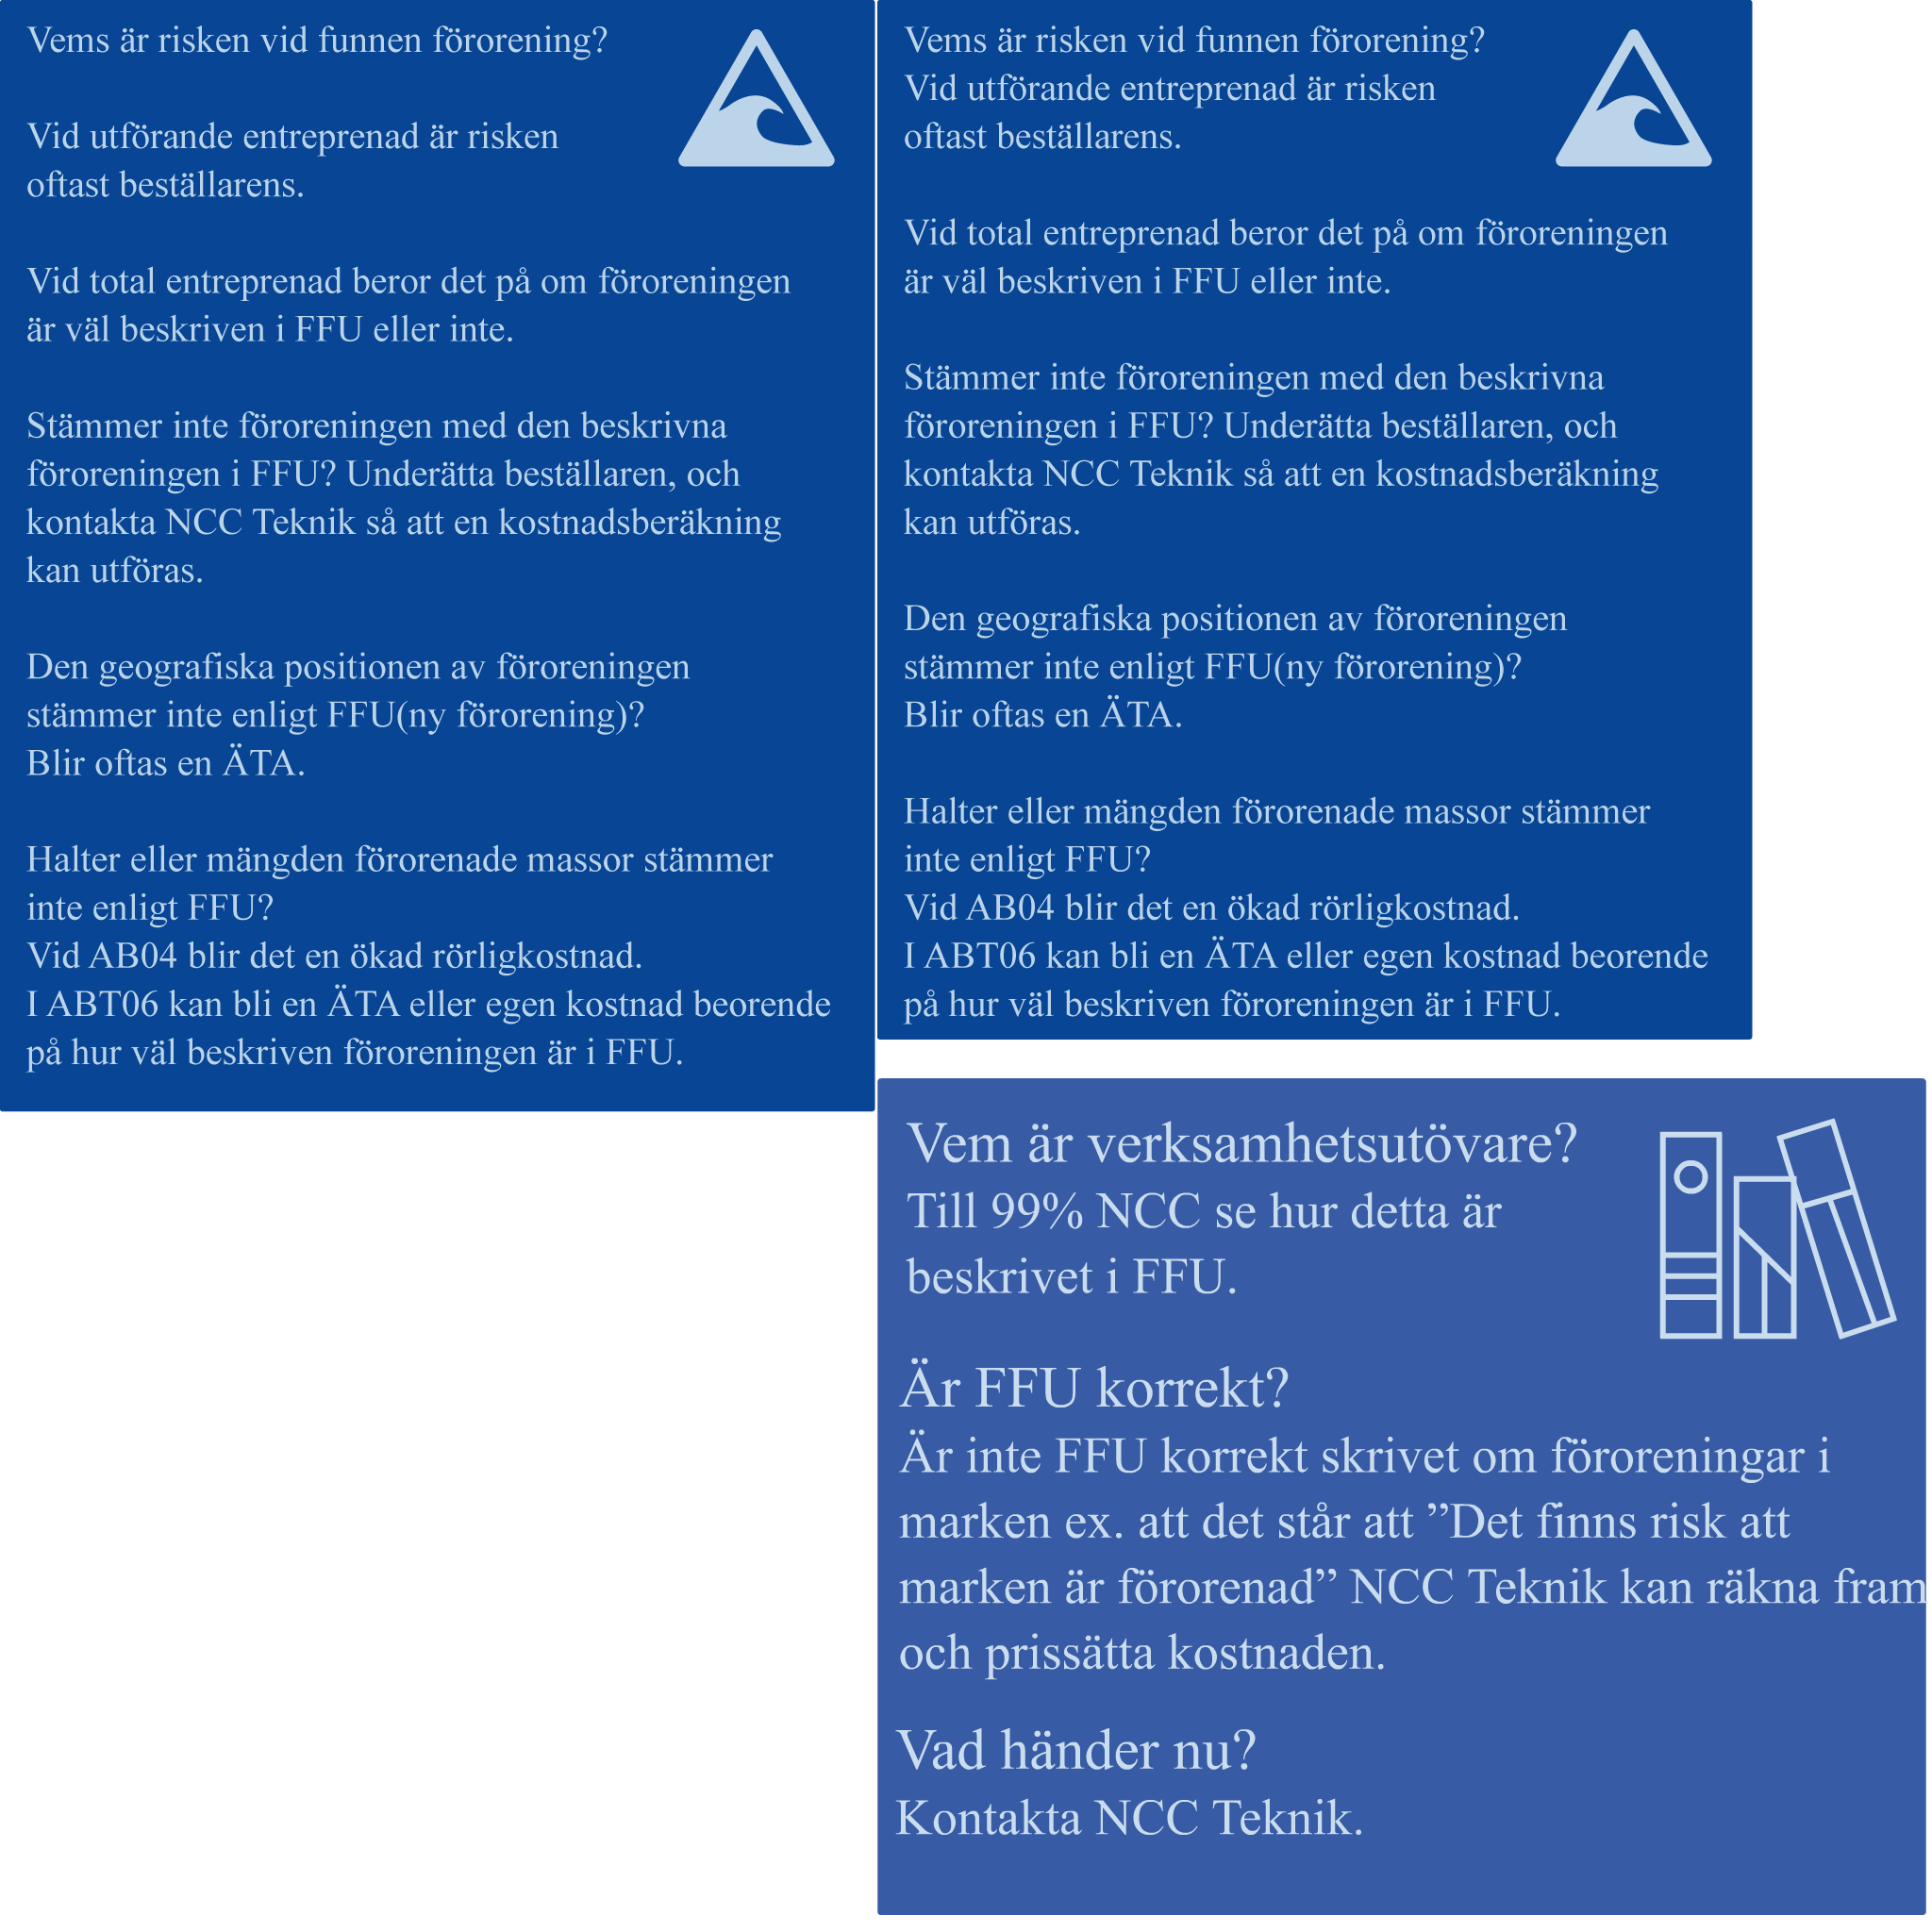 Vems är risken vid funnen förorening?
Vid utförande entreprenad är risken
oftast beställarens.
Vid total entreprenad beror det på om föroreningen
är väl beskriven i FFU eller inte.
Stämmer inte föroreningen med den beskrivna
föroreningen i FFU? Underätta beställaren, och
kontakta NCC Teknik så att en kostnadsberäkning
kan utföras.
Den geografiska positionen av föroreningen
stämmer inte enligt FFU(ny förorening)?
Blir oftas en ÄTA.
Halter eller mängden förorenade massor stämmer
inte enligt FFU?
Vid AB04 blir det en ökad rörligkostnad.
I ABT06 kan bli en ÄTA eller egen kostnad beorende
på hur väl beskriven föroreningen är i FFU.
Vems är risken vid funnen förorening?
Vid utförande entreprenad är risken
oftast beställarens.
Vid total entreprenad beror det på om föroreningen
är väl beskriven i FFU eller inte.
Stämmer inte föroreningen med den beskrivna
föroreningen i FFU? Underätta beställaren, och
kontakta NCC Teknik så att en kostnadsberäkning
kan utföras.
Den geografiska positionen av föroreningen
stämmer inte enligt FFU(ny förorening)?
Blir oftas en ÄTA.
Halter eller mängden förorenade massor stämmer
inte enligt FFU?
Vid AB04 blir det en ökad rörligkostnad.
I ABT06 kan bli en ÄTA eller egen kostnad beorende
på hur väl beskriven föroreningen är i FFU.
Vem är verksamhetsutövare?
Till 99% NCC se hur detta är
beskrivet i FFU.
Är FFU korrekt?
Är inte FFU korrekt skrivet om föroreningar i
marken ex. att det står att ”Det finns risk att
marken är förorenad” NCC Teknik kan räkna fram
och prissätta kostnaden.
Vad händer nu?
Kontakta NCC Teknik.